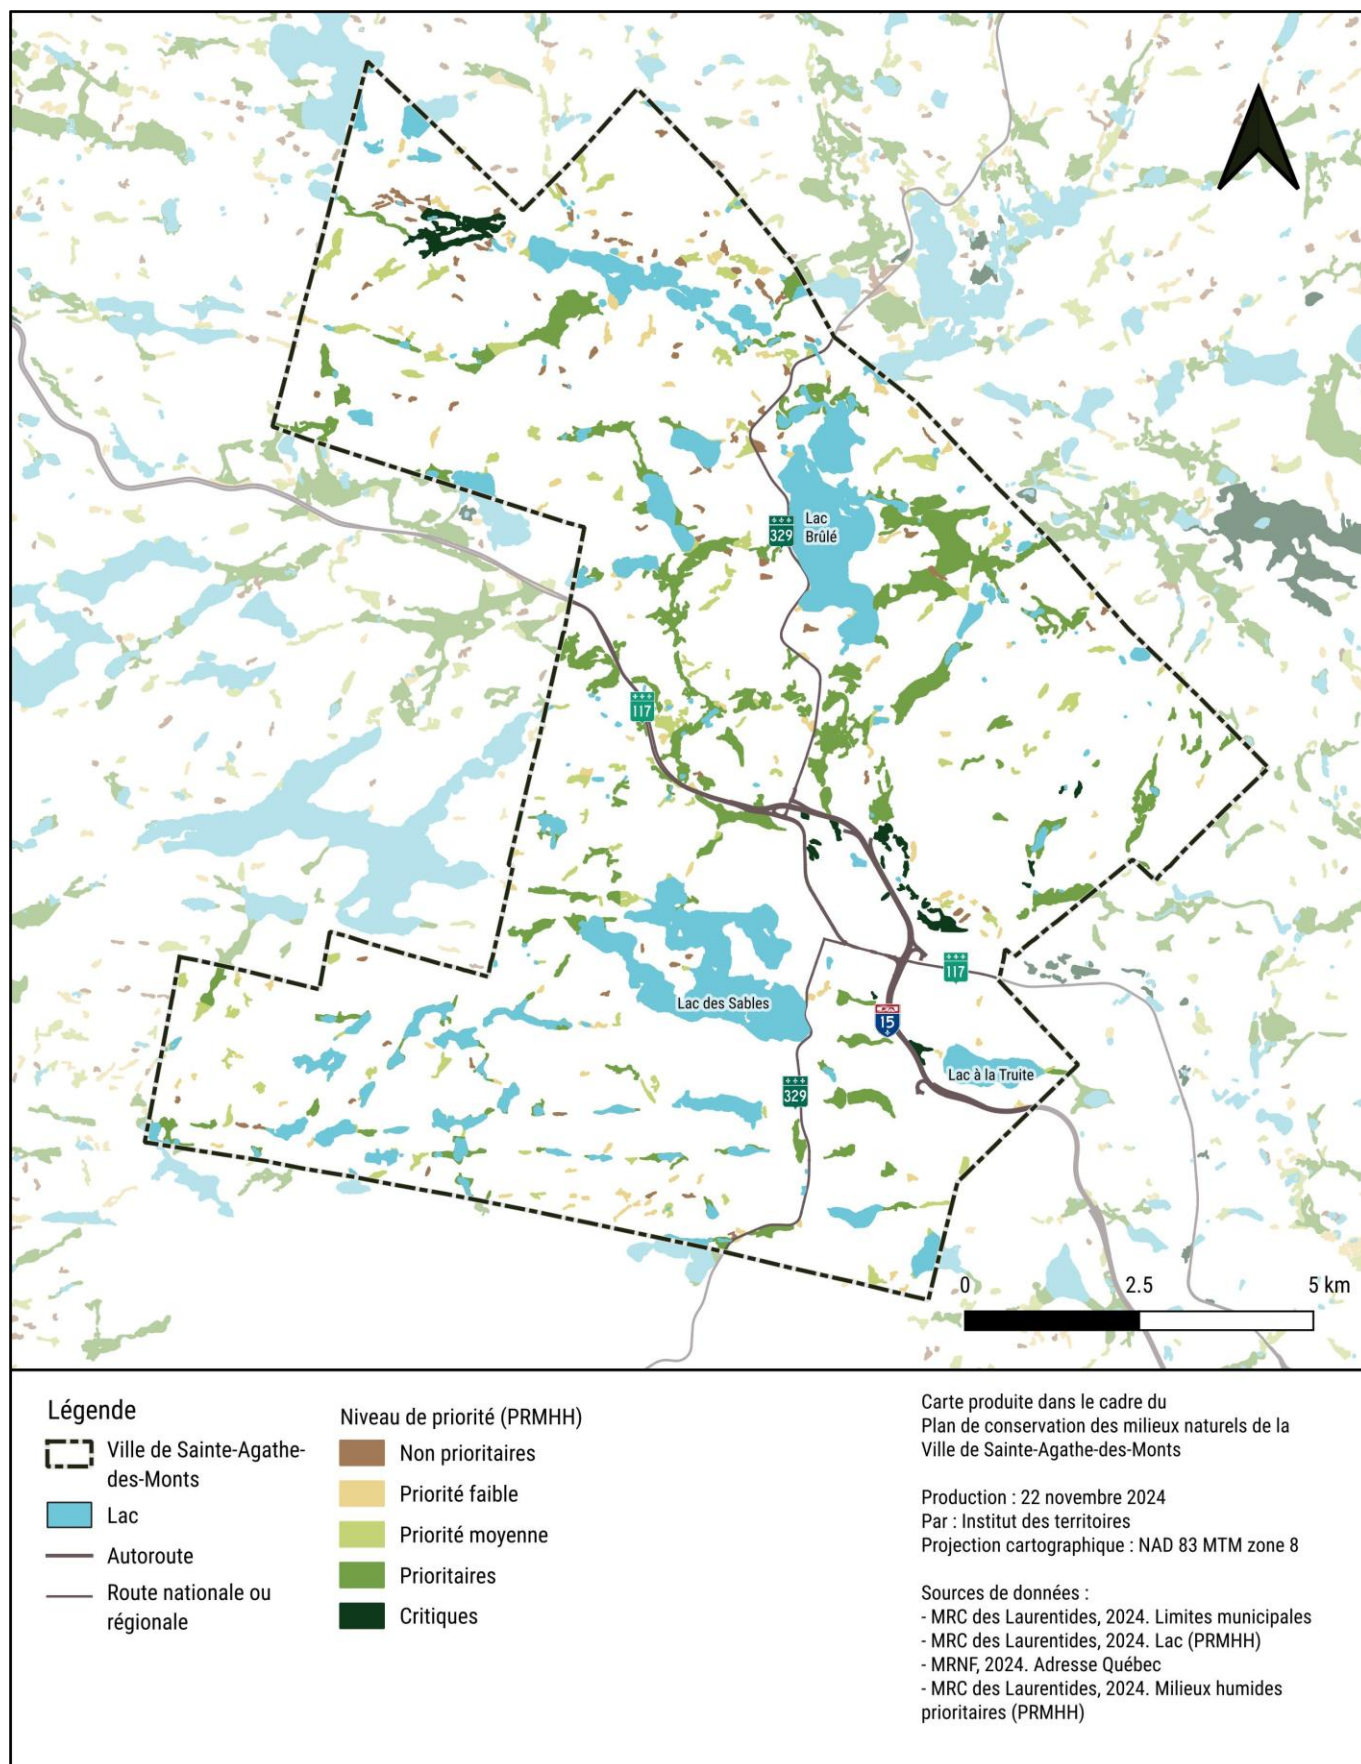 Lac
Brûlé
329
117
Lac des Sables
117
15
Lac à la Truite
329
0 2.5 5 km
Légende
Ville de Sainte-Agathe-
des-Monts
Lac
Autoroute
Route nationale ou
régionale
Niveau de priorité (PRMHH)
Non prioritaires
Priorité faible
Priorité moyenne
Prioritaires
Critiques
Carte produite dans le cadre du
Plan de conservation des milieux naturels de la
Ville de Sainte-Agathe-des-Monts
Production : 22 novembre 2024
Par : Institut des territoires
Projection cartographique : NAD 83 MTM zone 8
Sources de données :
- MRC des Laurentides, 2024. Limites municipales
- MRC des Laurentides, 2024. Lac (PRMHH)
- MRNF, 2024. Adresse Québec
- MRC des Laurentides, 2024. Milieux humides
prioritaires (PRMHH)